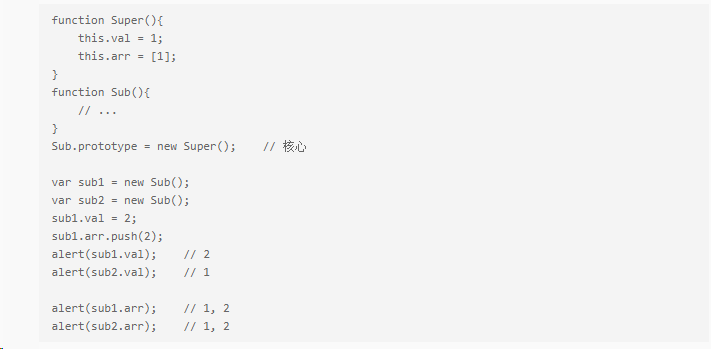 function Super(){
    this.val = 1;
    this.arr = [1];
}
function Sub(){
    // ...
}
Sub.prototype = new Super();    // 核心
var sub1 = new Sub();
var sub2 = new Sub();
sub1.val = 2;
sub1.arr.push(2);
alert(sub1.val);    // 2
alert(sub2.val);    // 1
alert(sub1.arr);    // 1, 2
alert(sub2.arr);    // 1, 2